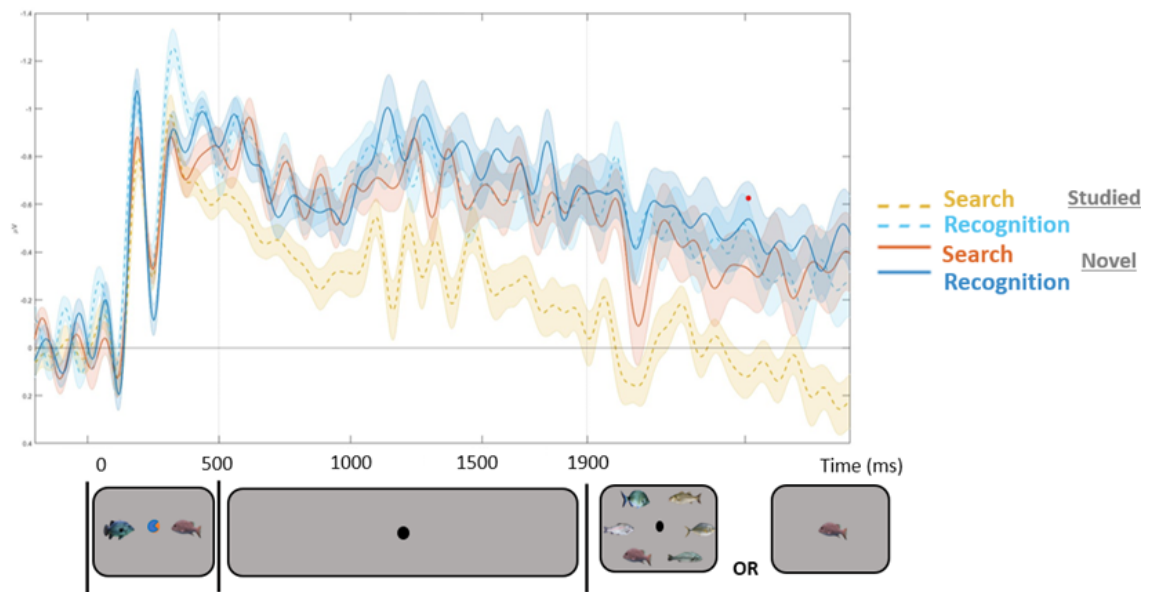 -1.4
-1.2
-1
-0.8
-0.6
-0.4
-0.2
0
0.2
0.4
μV
0 500 1000 1500 1900 Time (ms)
Search Studied
Recognition
Search Novel
Recognition
OR